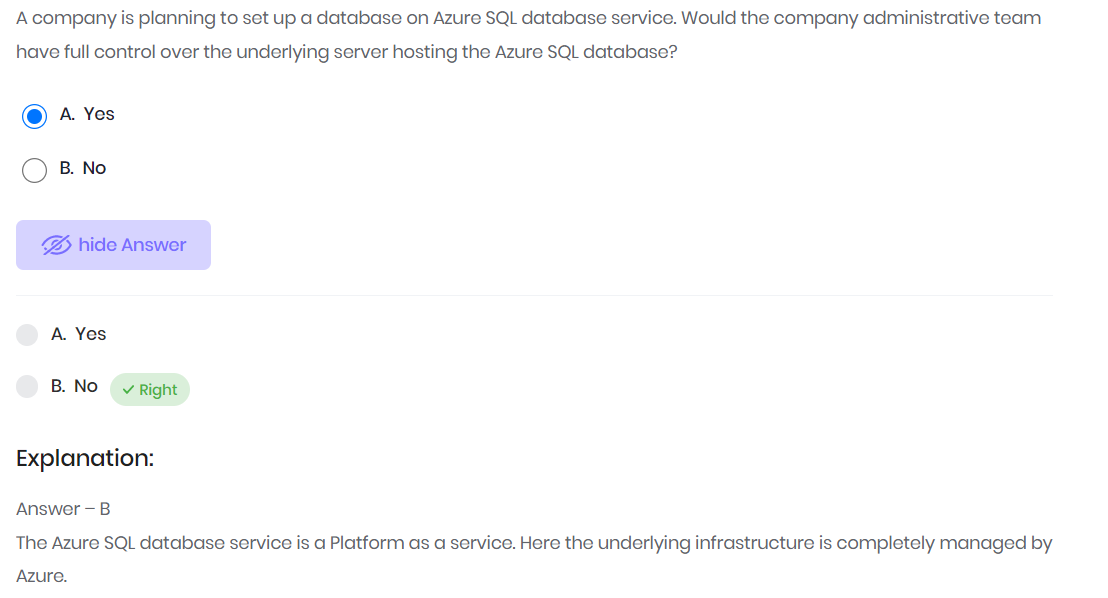 A company is planning to set up a database on Azure SQL database service. Would the company administrative team
have full control over the underlying server hosting the Azure SQL database?
A. Yes
B. No
hide Answer
A. Yes
B. No Right
Explanation:
Answer – B
The Azure SQL database service is a Platform as a service. Here the underlying infrastructure is completely managed by
Azure.